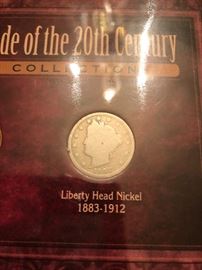 de of the 20th Century
COLLECTION
Liberty Head Nickel
1883-1912